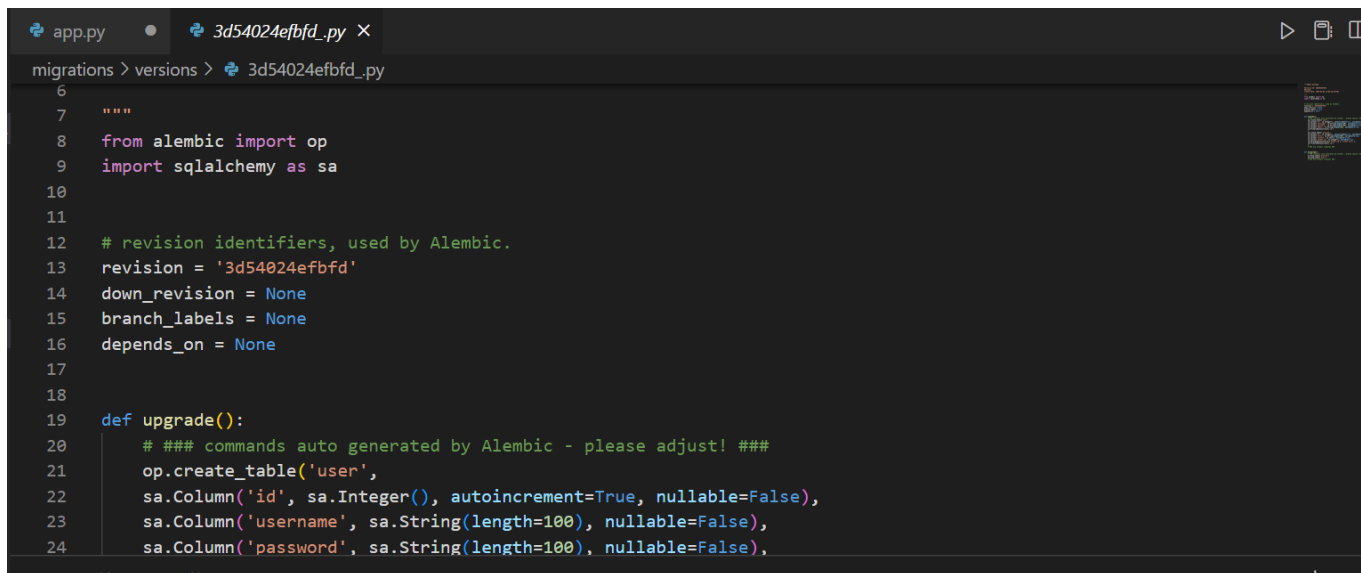 app.py
3d54024efbfd_.py
migrations > versions > 3d54024efbfd_.py
6
7 """
8 from alembic import op
9 import sqlalchemy as sa
10
11
12 # revision identifiers, used by Alembic.
13 revision = '3d54024efbfd'
14 down_revision = None
15 branch_labels = None
16 depends_on = None
17
18
19 def upgrade():
20 # ### commands auto generated by Alembic - please adjust! ###
21 op.create_table('user',
22 sa.Column('id', sa.Integer(), autoincrement=True, nullable=False),
23 sa.Column('username', sa.String(length=100), nullable=False),
24 sa.Column('password', sa.String(length=100), nullable=False),